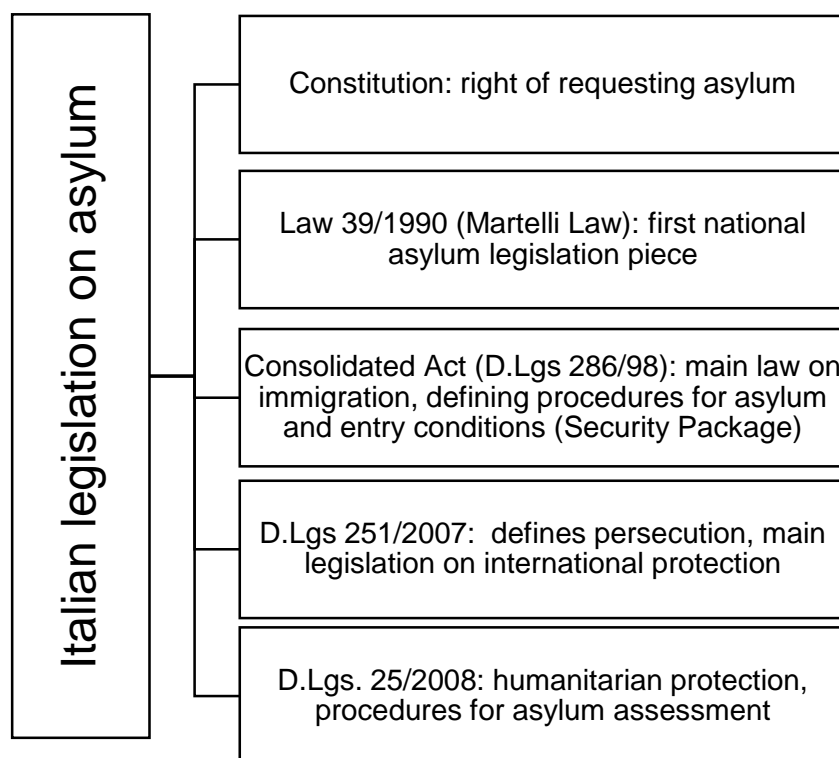 Italian legislation on asylum
Constitution: right of requesting asylum
Law 39/1990 (Martelli Law): first national
asylum legislation piece
Consolidated Act (D.Lgs 286/98): main law on
immigration, defining procedures for asylum
and entry conditions (Security Package)
D.Lgs 251/2007:  defines persecution, main
legislation on international protection
D.Lgs. 25/2008: humanitarian protection,
procedures for asylum assessment